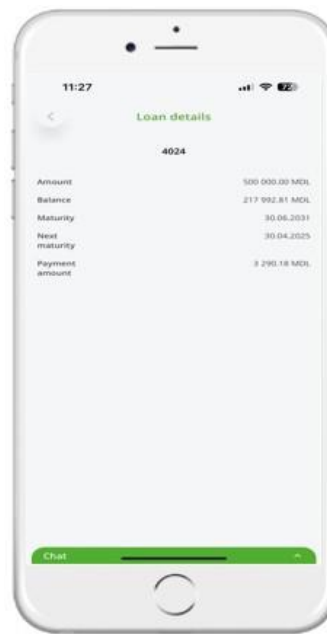 11:27
72
Loan details
4024
Amount 500 000.00 MDL
Balance 217 992.81 MDL
Maturity 30.06.2031
Next maturity 30.04.2025
Payment amount 3 290.18 MDL
Chat